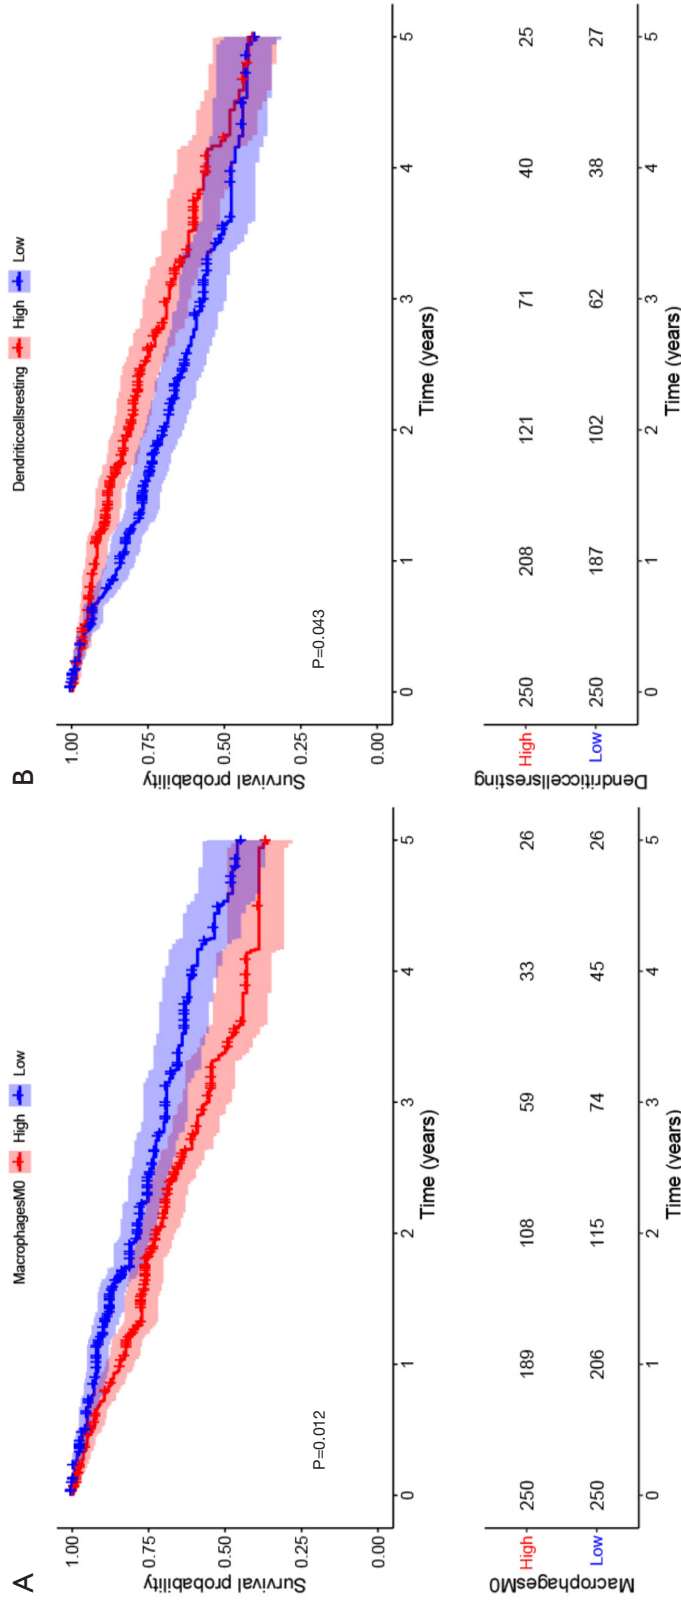 A
MacrophagesM0 High Low
Survival probability
1.00
0.75
0.50
0.25
0.00
P=0.012
0 1 2 3 4 5
Time (years)
MacrophagesM0
High 250 189 108 59 33 26
Low 250 206 115 74 45 26
0 1 2 3 4 5
Time (years)
B
Dendriticcellsresting High Low
Survival probability
1.00
0.75
0.50
0.25
0.00
P=0.043
0 1 2 3 4 5
Time (years)
Dendriticcellsresting
High 250 208 121 71 40 25
Low 250 187 102 62 38 27
0 1 2 3 4 5
Time (years)